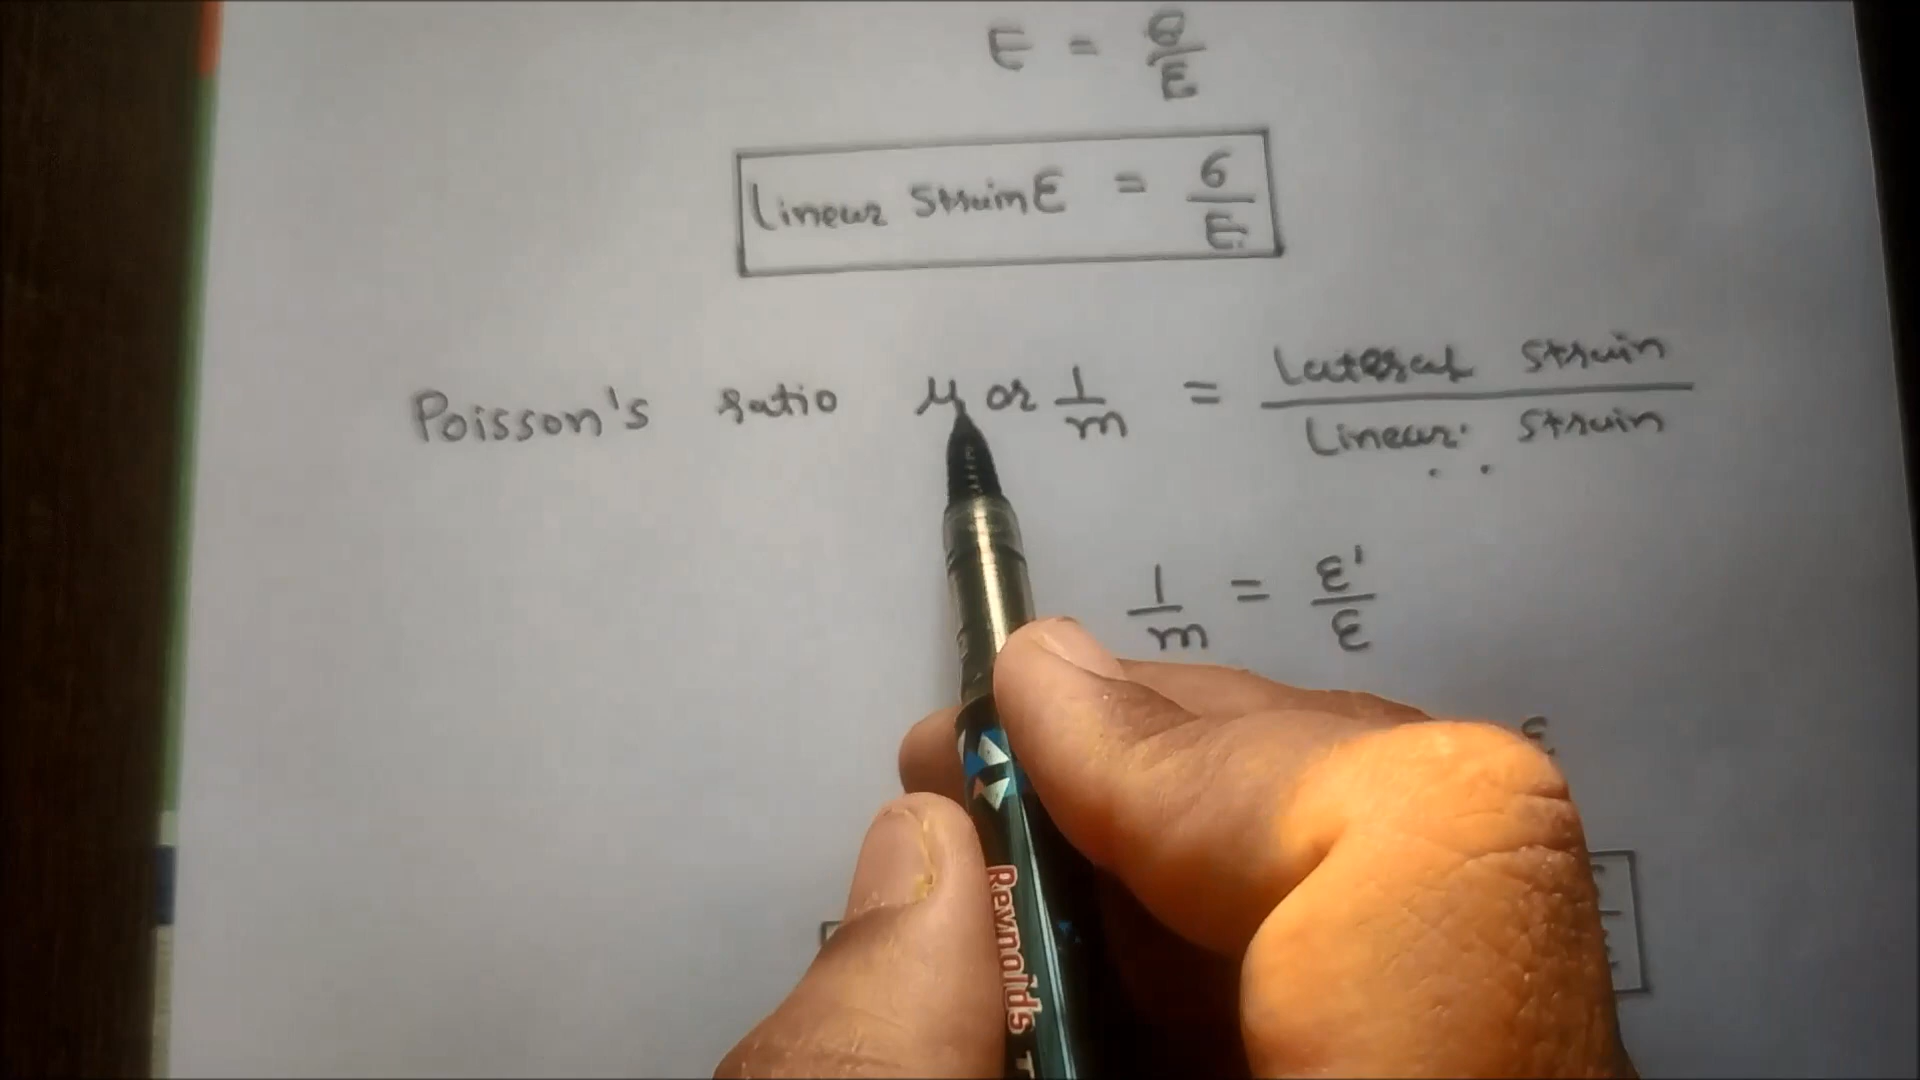 E = σ/E
Linear Strain E = σ/E
Poisson's ratio μ or 1/m = Lateral strain/Linear strain
1/m = ε'/ε
ε
Reynolds T